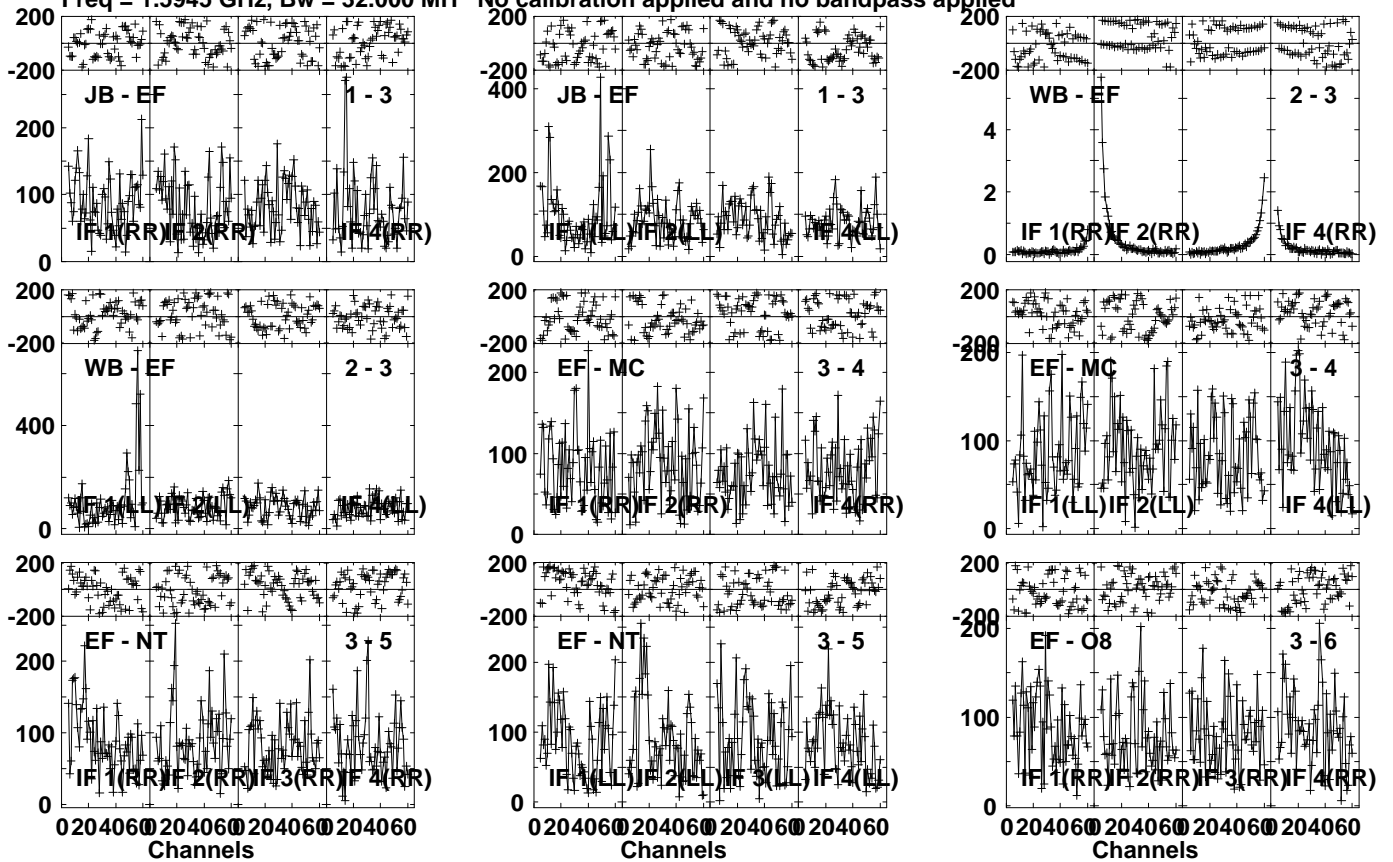 Freq = 1.5945 GHz, Bw = 32.000 MH No calibration applied and no bandpass applied
200
-200
JB - EF 1 - 3
200
100
0
IF 1(RR) IF 2(RR) IF 4(RR)
200
-200
JB - EF 1 - 3
400
200
0
IF 1(LL) IF 2(LL) IF 4(LL)
200
-200
WB - EF 2 - 3
4
2
0
IF 1(RR) IF 2(RR) IF 4(RR)
200
-200
WB - EF 2 - 3
400
0
IF 1(LL) IF 2(LL) IF 4(LL)
200
-200
EF - MC 3 - 4
200
100
0
IF 1(RR) IF 2(RR) IF 4(RR)
200
-200
EF - MC 3 - 4
200
100
0
IF 1(LL) IF 2(LL) IF 4(LL)
200
-200
EF - NT 3 - 5
200
100
0
IF 1(RR) IF 2(RR) IF 3(RR) IF 4(RR)
0 20 40 60 0 20 40 60 0 20 40 60 0 20 40 60
Channels
200
-200
EF - NT 3 - 5
200
100
0
IF 1(LL) IF 2(LL) IF 3(LL) IF 4(LL)
0 20 40 60 0 20 40 60 0 20 40 60 0 20 40 60
Channels
200
-200
EF - O8 3 - 6
200
100
0
IF 1(RR) IF 2(RR) IF 3(RR) IF 4(RR)
0 20 40 60 0 20 40 60 0 20 40 60 0 20 40 60
Channels